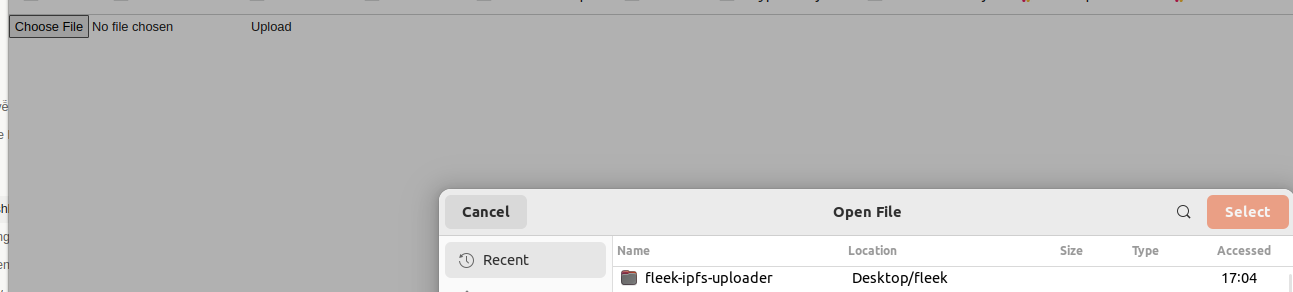 Choose File No file chosen Upload
Cancel Open File Select
Name Location Size Type Accessed
Recent
fleek-ipfs-uploader Desktop/fleek 17:04